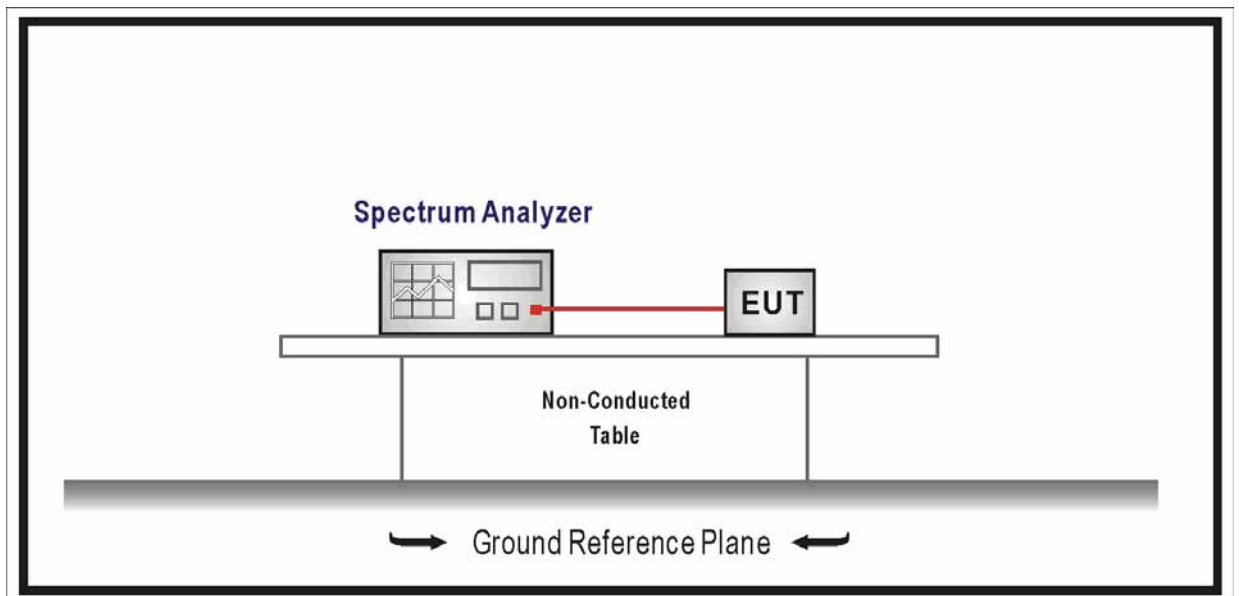 Spectrum Analyzer
EUT
Non-Conducted
Table
Ground Reference Plane